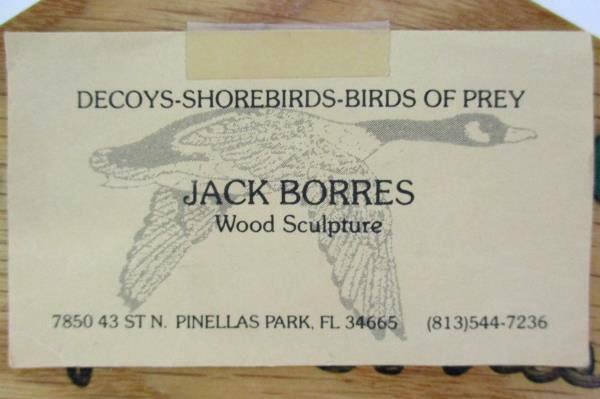 DECOYS-SHOREBIRDS-BIRDS OF PREY
JACK BORRES
Wood Sculpture
7850 43 ST N. PINELLAS PARK, FL 34665 (813)544-7236